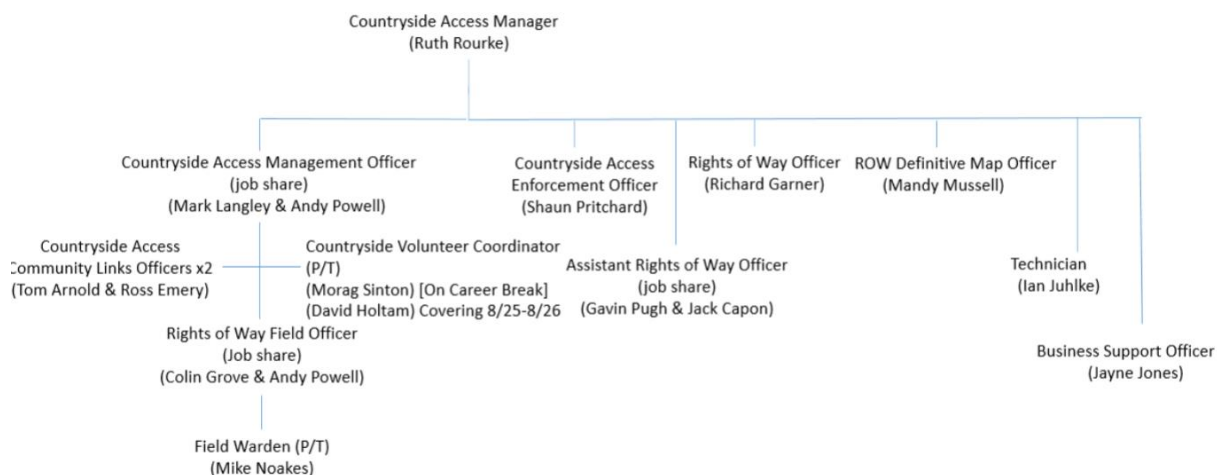 Countryside Access Manager
(Ruth Rourke)
Countryside Access Management Officer
(job share)
(Mark Langley & Andy Powell)
Countryside Access
Enforcement Officer
(Shaun Pritchard)
Rights of Way Officer
(Richard Garner)
ROW Definitive Map Officer
(Mandy Mussell)
Countryside Access
Community Links Officers x2
(Tom Arnold & Ross Emery)
Countryside Volunteer Coordinator
(P/T)
(Morag Sinton) [On Career Break]
(David Holtam) Covering 8/25-8/26
Assistant Rights of Way Officer
(job share)
(Gavin Pugh & Jack Capon)
Technician
(Ian Juhlke)
Rights of Way Field Officer
(Job share)
(Colin Grove & Andy Powell)
Business Support Officer
(Jayne Jones)
Field Warden (P/T)
(Mike Noakes)